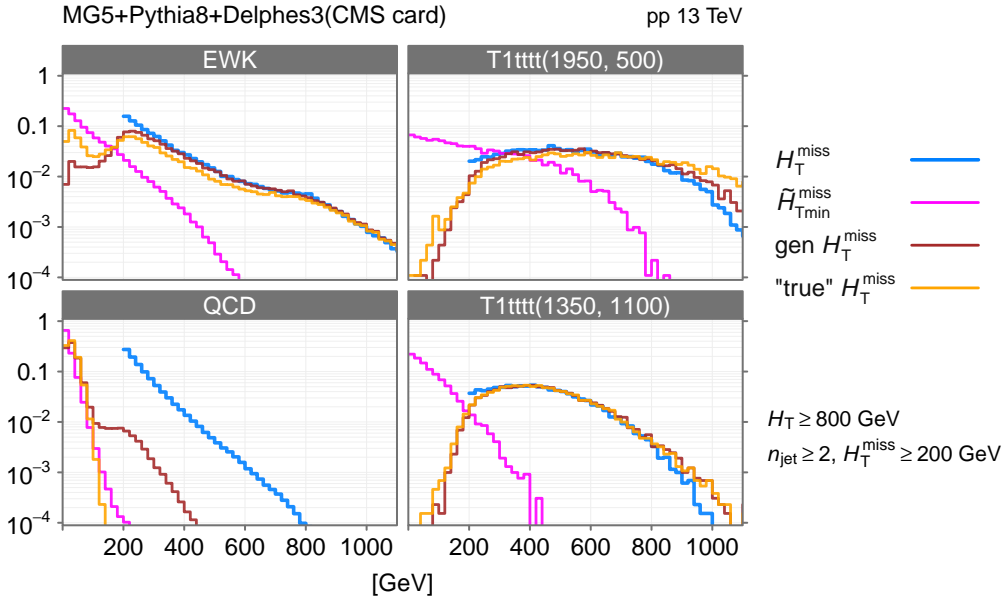 MG5+Pythia8+Delphes3(CMS card) pp 13 TeV
EWK T1tttt(1950, 500)
1
0.1
10⁻²
10⁻³
10⁻⁴
QCD T1tttt(1350, 1100)
1
0.1
10⁻²
10⁻³
10⁻⁴
200 400 600 800 1000 200 400 600 800 1000
[GeV]
H_T^miss
H̃_Tmin^miss
gen H_T^miss
"true" H_T^miss
H_T ≥ 800 GeV
n_jet ≥ 2, H_T^miss ≥ 200 GeV